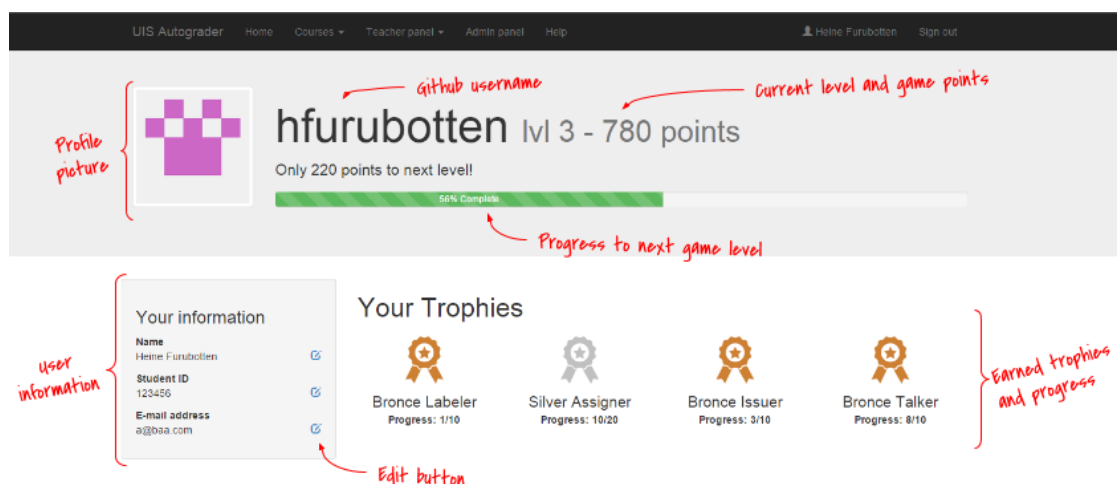 UIS Autograder Home Courses Teacher panel Admin panel Help Heine Furubotten Sign out
Github username
Current level and game points
Profile
picture
hfurubotten lvl 3 - 780 points
Only 220 points to next level!
56% Complete
Progress to next game level
User
information
Your information
Name
Heine Furubotten
Student ID
123456
E-mail address
a@baa.com
Edit button
Your Trophies
Bronce Labeler
Progress: 1/10
Silver Assigner
Progress: 10/20
Bronce Issuer
Progress: 3/10
Bronce Talker
Progress: 8/10
Earned trophies
and progress